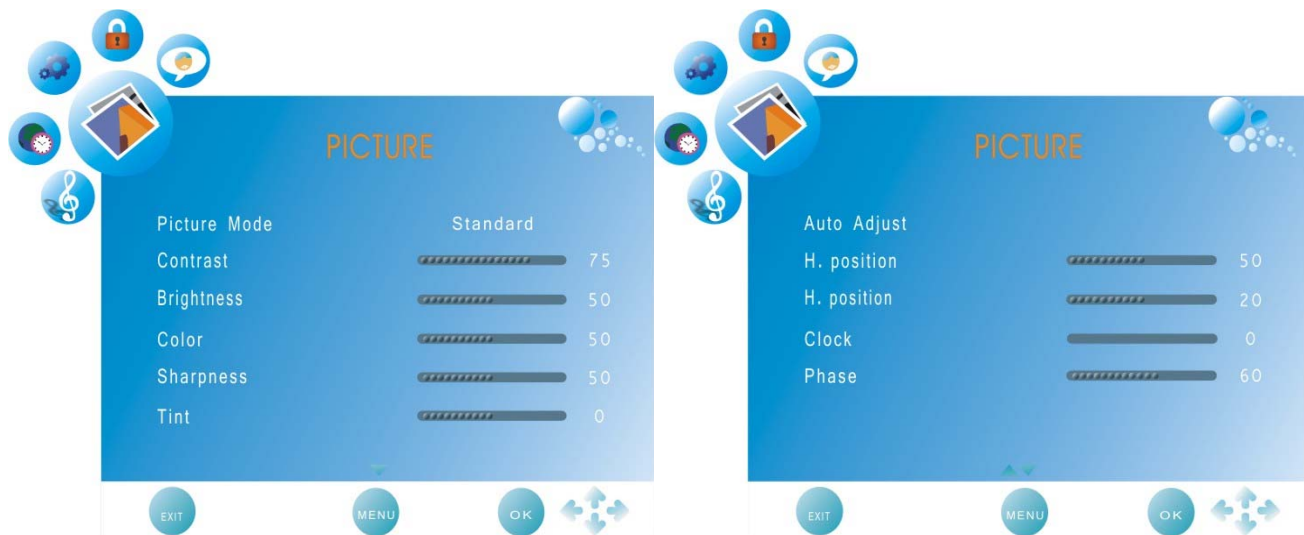 PICTURE
Picture Mode Standard
Contrast 75
Brightness 50
Color 50
Sharpness 50
Tint 0
EXIT MENU OK
PICTURE
Auto Adjust
H. position 50
H. position 20
Clock 0
Phase 60
EXIT MENU OK